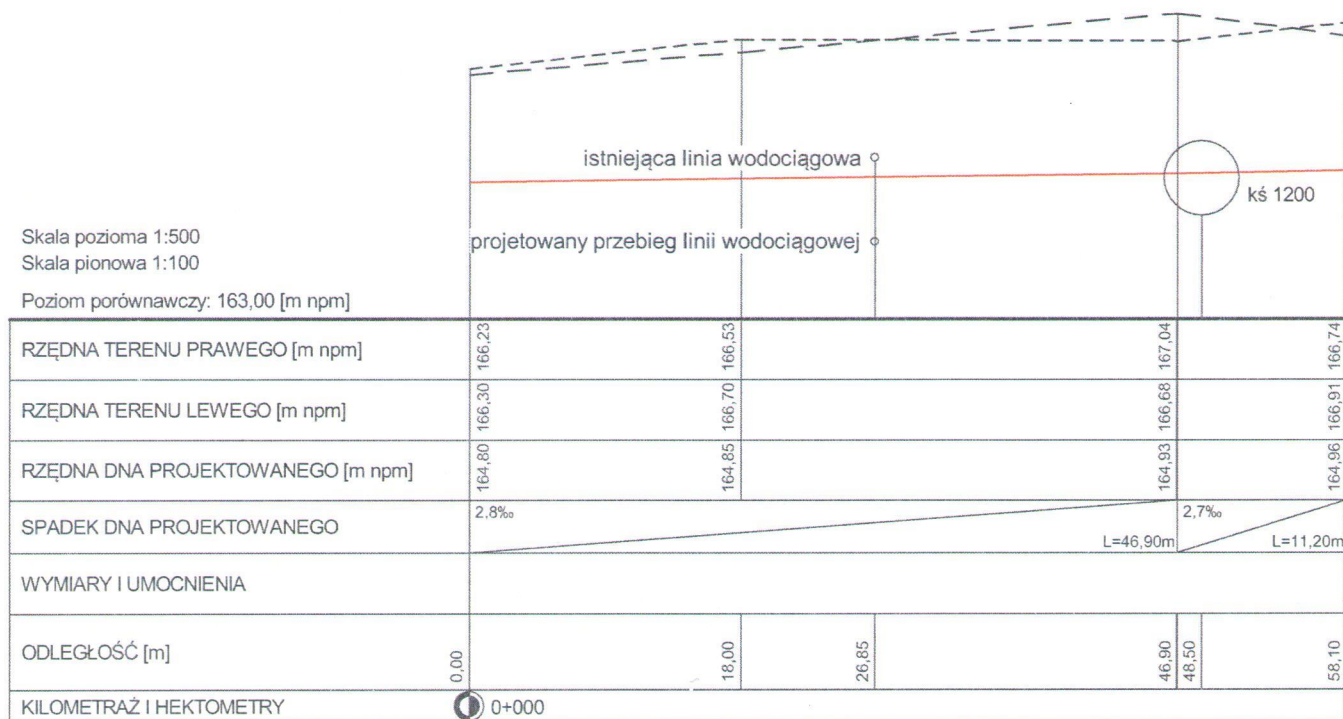 istniejąca linia wodociągowa
kś 1200
projetowany przebieg linii wodociągowej
Skala pozioma 1:500
Skala pionowa 1:100
Poziom porównawczy: 163,00 [m npm]
RZĘDNA TERENU PRAWEGO [m npm] 166,23 166,53 167,04 166,74
RZĘDNA TERENU LEWEGO [m npm] 166,30 166,70 166,68 166,91
RZĘDNA DNA PROJEKTOWANEGO [m npm] 164,80 164,85 164,93 164,96
SPADEK DNA PROJEKTOWANEGO 2,8‰ L=46,90m 2,7‰ L=11,20m
WYMIARY I UMOCNIENIA
ODLEGŁOŚĆ [m] 0,00 18,00 26,85 46,90 48,50 58,10
KILOMETRAŻ I HEKTOMETRY 0+000